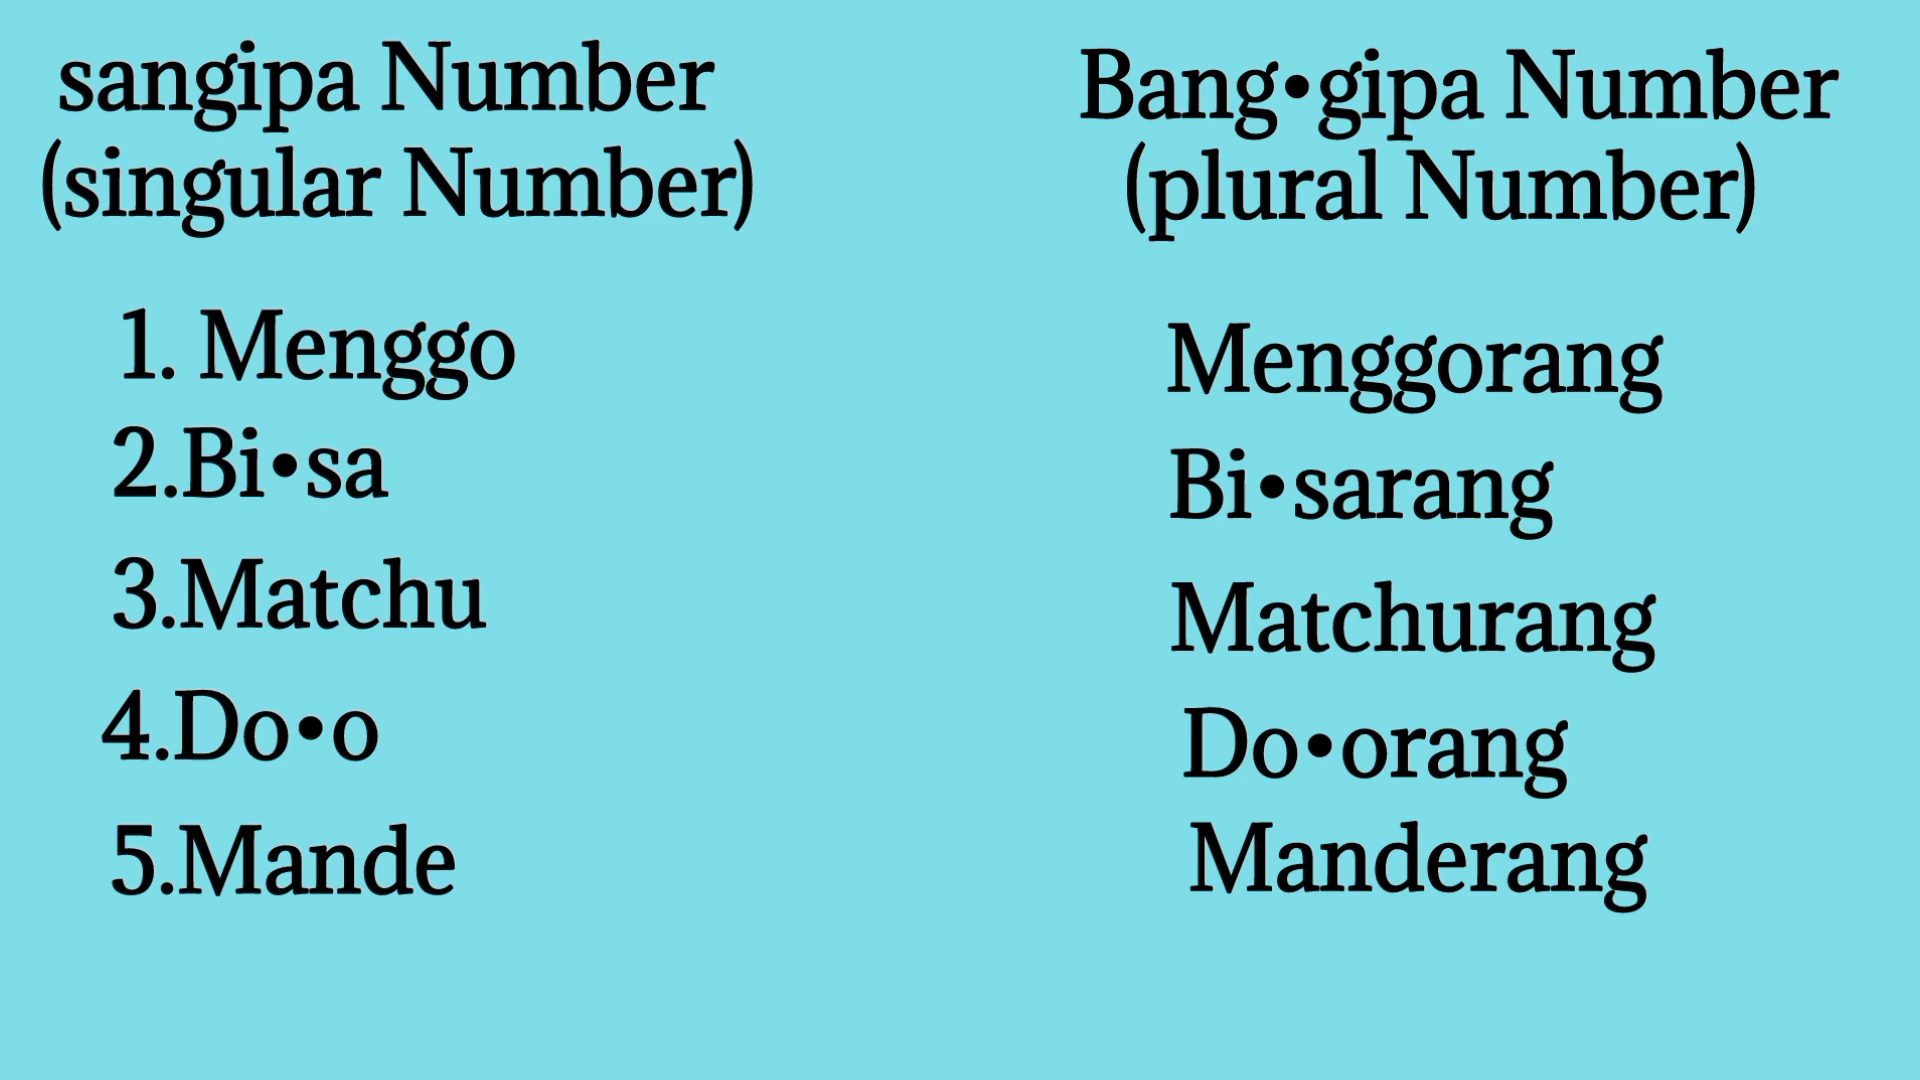 sangipa Number
(singular Number)
1. Menggo
2.Bi•sa
3.Matchu
4.Do•o
5.Mande
Bang•gipa Number
(plural Number)
Menggorang
Bi•sarang
Matchurang
Do•orang
Manderang